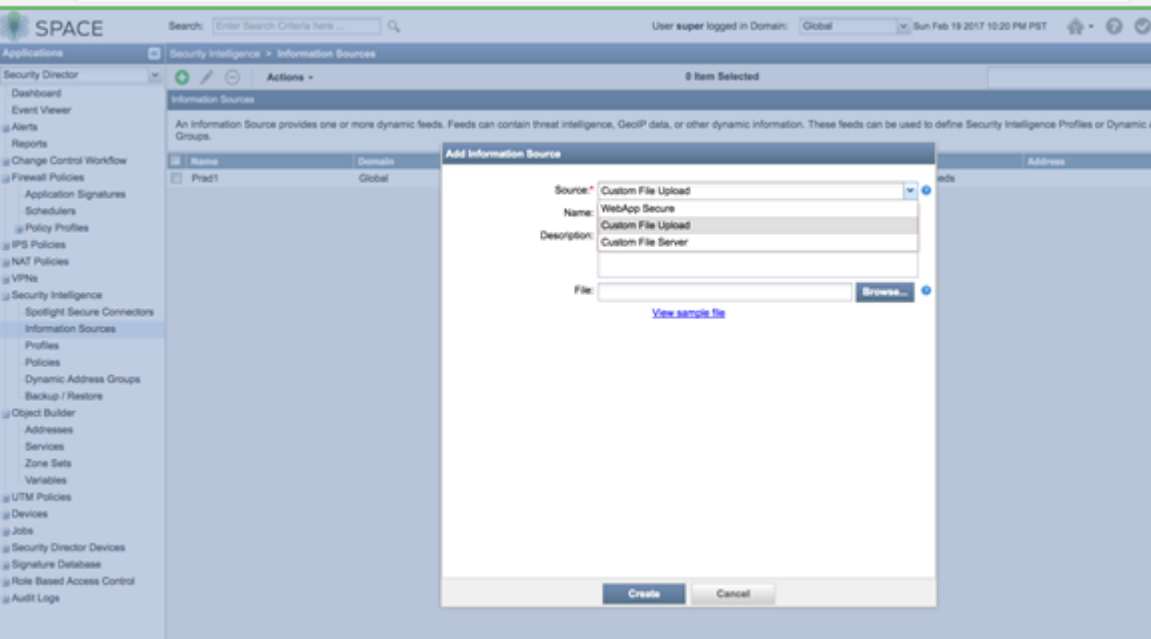 SPACE
Search: Enter Search Criteria here ...
User super logged in Domain: Global
Sun Feb 19 2017 10:20 PM PST
Applications
Security Intelligence > Information Sources
Security Director
Actions
0 Item Selected
Dashboard
Event Viewer
Alerts
Reports
Change Control Workflow
Firewall Policies
Application Signatures
Schedulers
Policy Profiles
IPS Policies
NAT Policies
VPNs
Security Intelligence
Spotlight Secure Connectors
Information Sources
Profiles
Policies
Dynamic Address Groups
Backup / Restore
Object Builder
Addresses
Services
Zone Sets
Variables
UTM Policies
Devices
Jobs
Security Director Devices
Signature Database
Role Based Access Control
Audit Logs
Information Sources
An Information Source provides one or more dynamic feeds. Feeds can contain threat intelligence, GeoIP data, or other dynamic information. These feeds can be used to define Security Intelligence Profiles or Dynamic
Groups.
Name Domain Address
Prad1 Global eds
Add Information Source
Source:* Custom File Upload
WebApp Secure
Name:
Custom File Upload
Description:
Custom File Server
File: Browse...
View sample file
Create Cancel